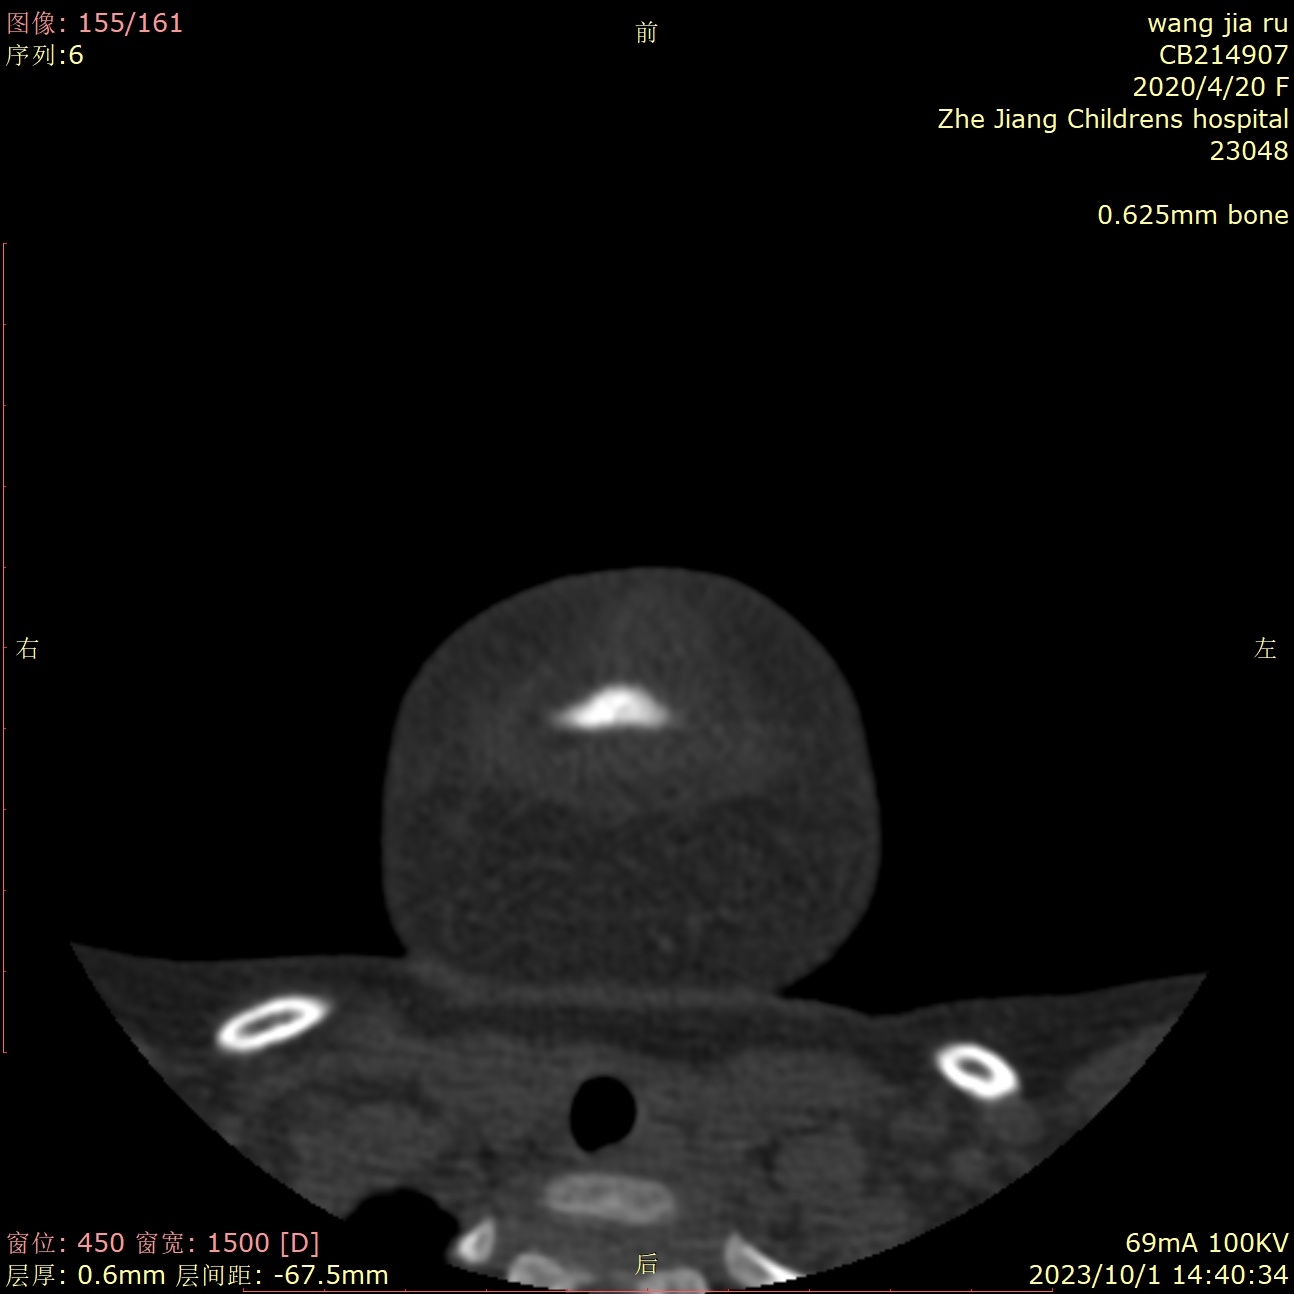 图像: 155/161
序列:6
前
wang jia ru
CB214907
2020/4/20 F
Zhe Jiang Childrens hospital
23048
0.625mm bone
右
左
窗位: 450 窗宽: 1500 [D]
层厚: 0.6mm 层间距: -67.5mm
后
69mA 100KV
2023/10/1 14:40:34